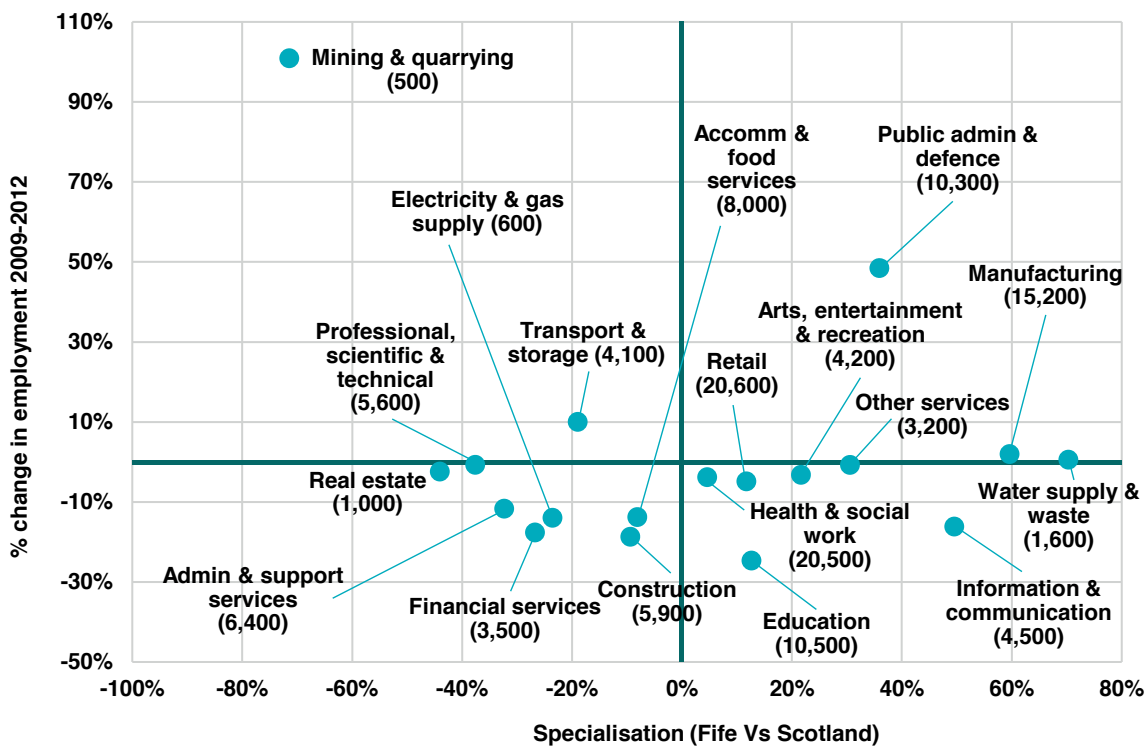 110%
90%
70%
50%
30%
10%
-10%
-30%
-50%
% change in employment 2009-2012
Mining & quarrying
(500)
Accomm &
food
services
(8,000)
Public admin &
defence
(10,300)
Electricity & gas
supply (600)
Manufacturing
(15,200)
Professional,
scientific &
technical
(5,600)
Transport &
storage (4,100)
Arts, entertainment
& recreation
(4,200)
Retail
(20,600)
Other services
(3,200)
Real estate
(1,000)
Water supply &
waste
(1,600)
Health & social
work
(20,500)
Admin & support
services
(6,400)
Financial services
(3,500)
Construction
(5,900)
Education
(10,500)
Information &
communication
(4,500)
-100% -80% -60% -40% -20% 0% 20% 40% 60% 80%
Specialisation (Fife Vs Scotland)